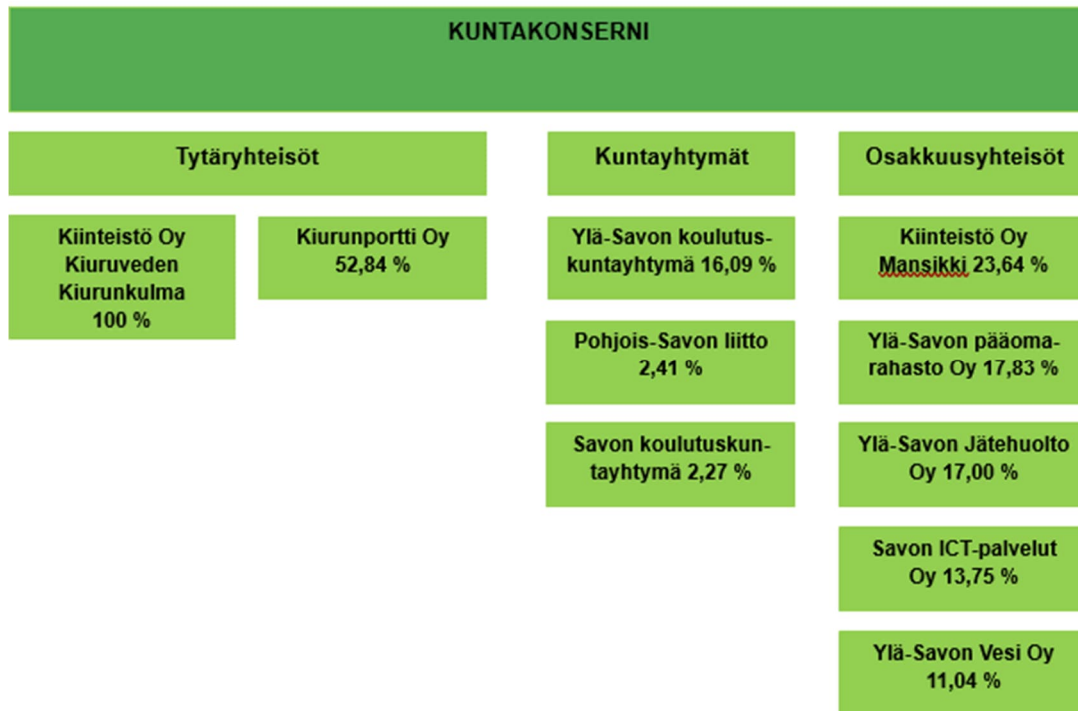 KUNTAKONSERNI
Tytäryhteisöt
Kuntayhtymät
Osakkuusyhteisöt
Kiinteistö Oy
Kiuruveden
Kiurunkulma
100 %
Kiurunportti Oy
52,84 %
Ylä-Savon koulutus-
kuntayhtymä 16,09 %
Kiinteistö Oy
Mansikki 23,64 %
Pohjois-Savon liitto
2,41 %
Ylä-Savon pääoma-
rahasto Oy 17,83 %
Savon koulutuskun-
tayhtymä 2,27 %
Ylä-Savon Jätehuolto
Oy 17,00 %
Savon ICT-palvelut
Oy 13,75 %
Ylä-Savon Vesi Oy
11,04 %